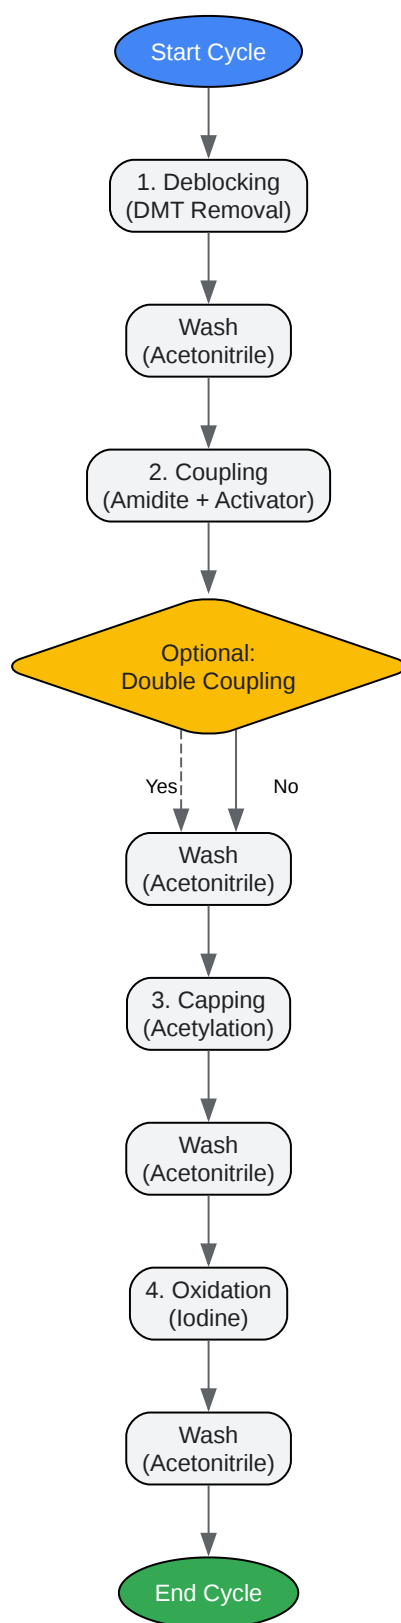 Start Cycle
1. Deblocking
(DMT Removal)
Wash
(Acetonitrile)
2. Coupling
(Amidite + Activator)
Optional:
Double Coupling
Yes
No
Wash
(Acetonitrile)
3. Capping
(Acetylation)
Wash
(Acetonitrile)
4. Oxidation
(Iodine)
Wash
(Acetonitrile)
End Cycle